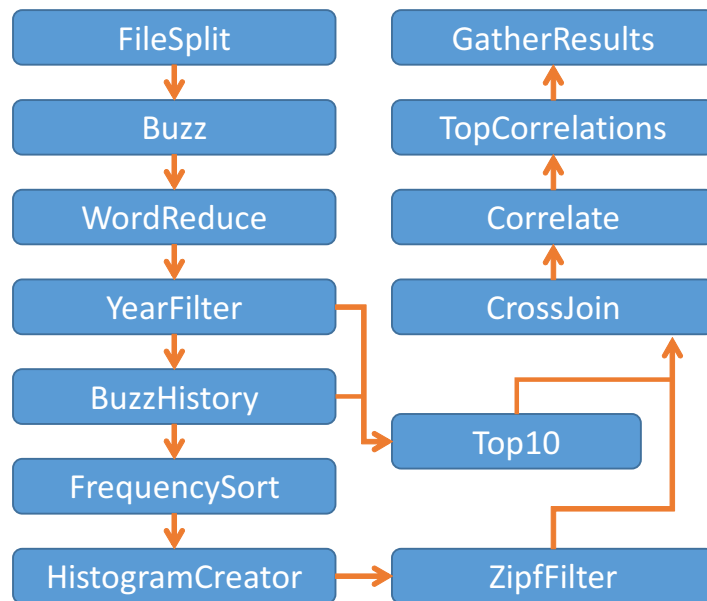 FileSplit
Buzz
WordReduce
YearFilter
BuzzHistory
FrequencySort
HistogramCreator
GatherResults
TopCorrelations
Correlate
CrossJoin
Top10
ZipfFilter